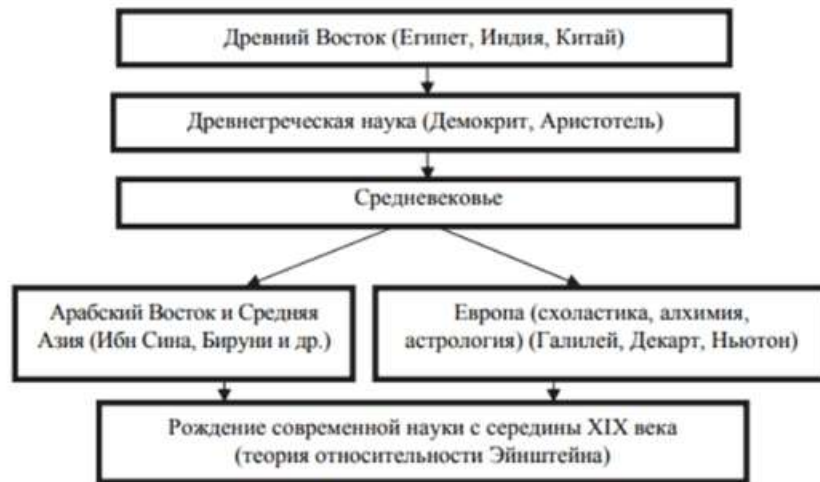 Древний Восток (Египет, Индия, Китай)
Древнегреческая наука (Демокрит, Аристотель)
Средневековье
Арабский Восток и Средняя
Азия (Ибн Сина, Бируни и др.)
Европа (схоластика, алхимия,
астрология) (Галилей, Декарт, Ньютон)
Рождение современной науки с середины XIX века
(теория относительности Эйнштейна)